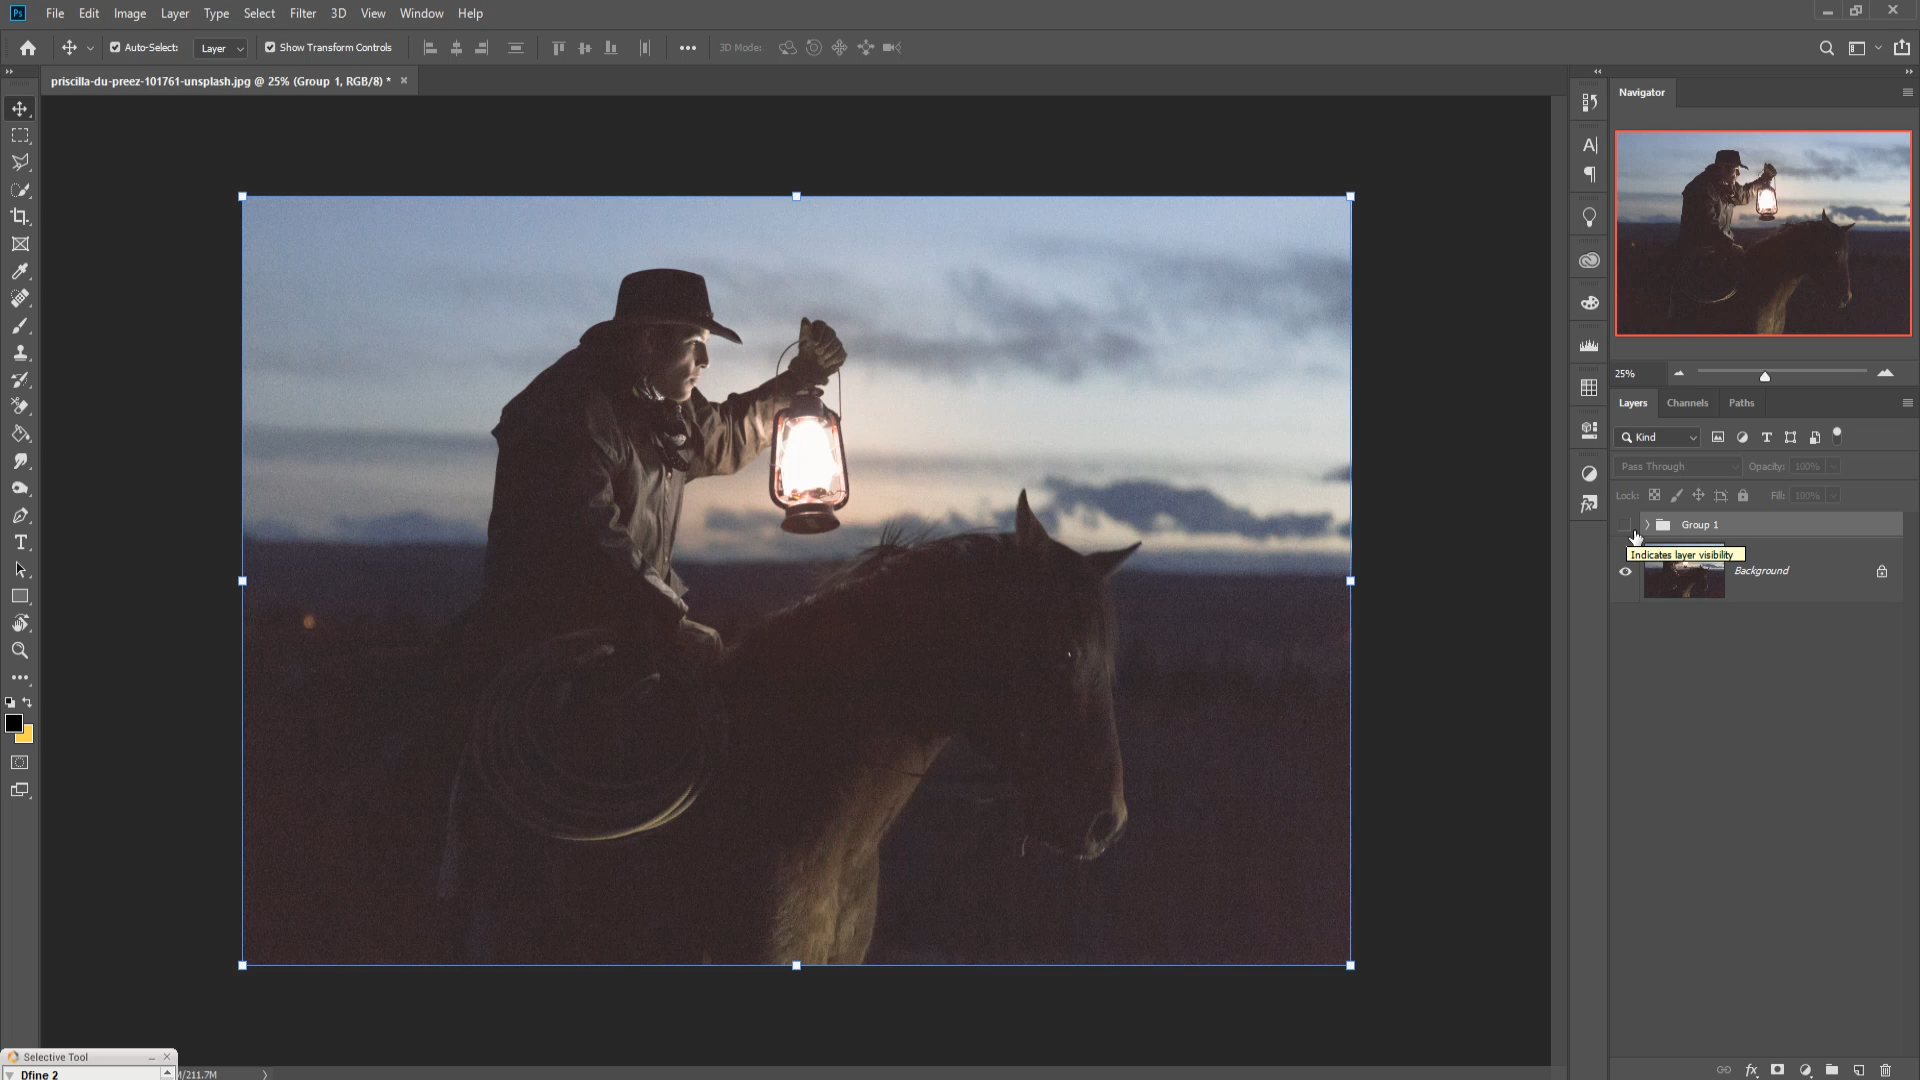 Ps File Edit Image Layer Type Select Filter 3D View Window Help
Auto-Select: Layer Show Transform Controls 3D Mode:
priscilla-du-preez-101761-unsplash.jpg @ 25% (Group 1, RGB/8) * ×
Navigator
25%
Layers Channels Paths
Kind
Pass Through Opacity: 100%
Lock: Fill: 100%
Group 1
Indicates layer visibility
Background
Selective Tool
Dfine 2
M/211.7M